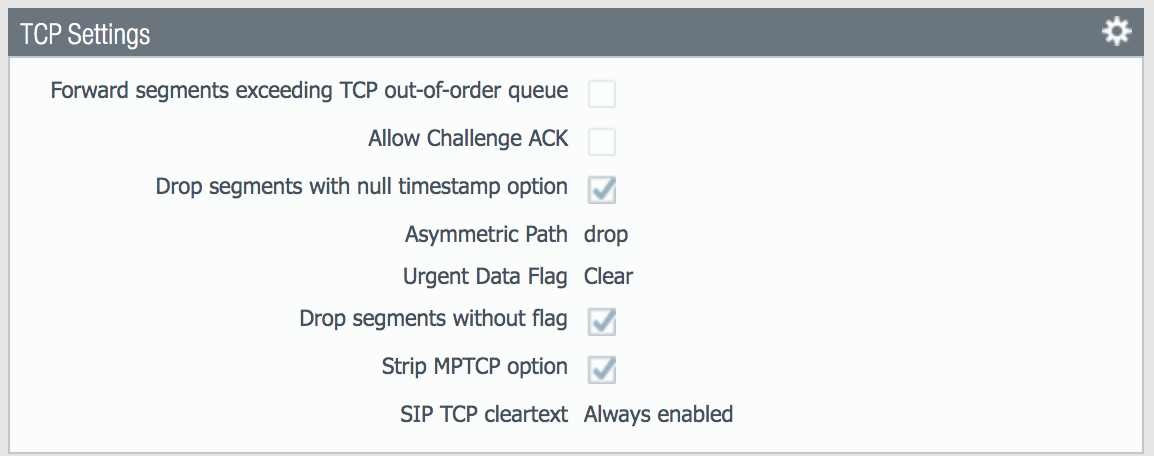 TCP Settings
Forward segments exceeding TCP out-of-order queue
Allow Challenge ACK
Drop segments with null timestamp option
Asymmetric Path drop
Urgent Data Flag Clear
Drop segments without flag
Strip MPTCP option
SIP TCP cleartext Always enabled